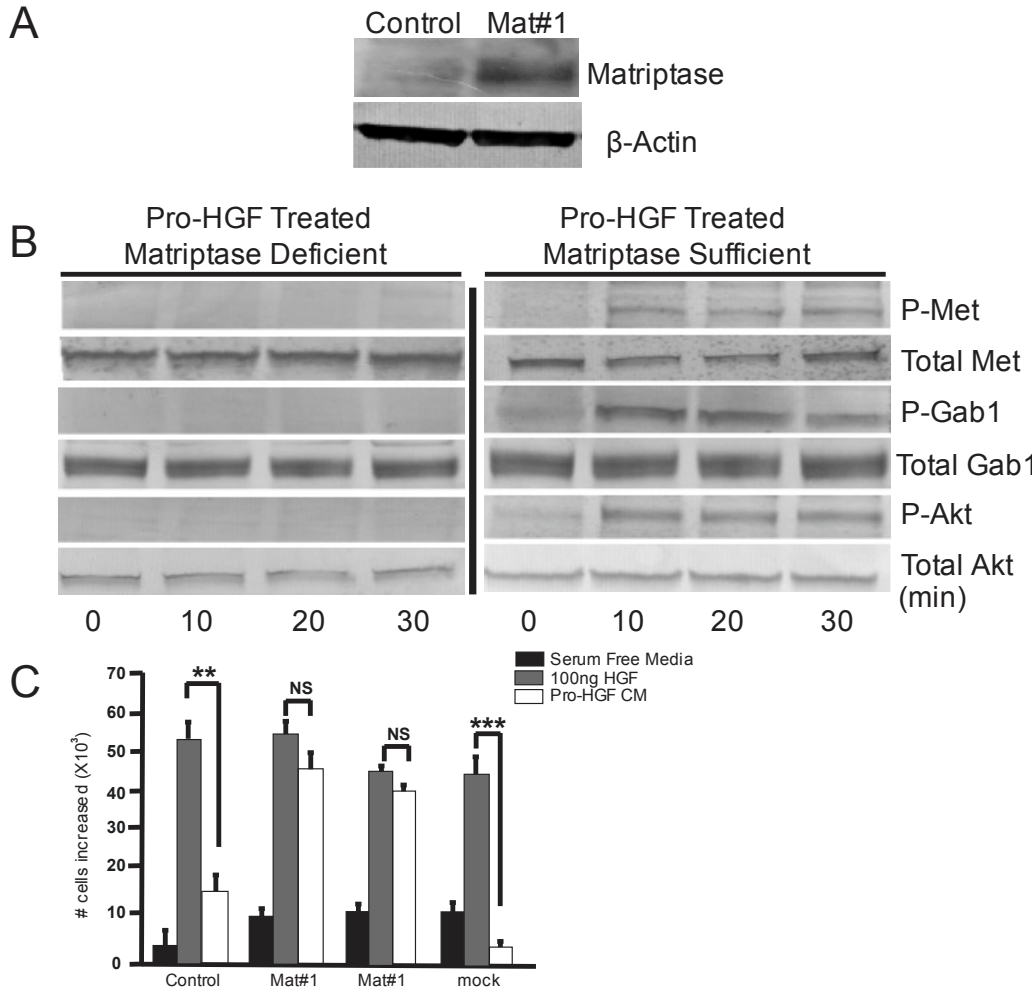 A
Control Mat#1
Matriptase
β-Actin
B
Pro-HGF Treated
Matriptase Deficient
Pro-HGF Treated
Matriptase Sufficient
P-Met
Total Met
P-Gab1
Total Gab1
P-Akt
Total Akt
(min)
0 10 20 30 0 10 20 30
C
Serum Free Media
100ng HGF
Pro-HGF CM
# cells increased (X10³)
70
60
50
40
30
20
10
0
** NS NS ***
Control Mat#1 Mat#1 mock